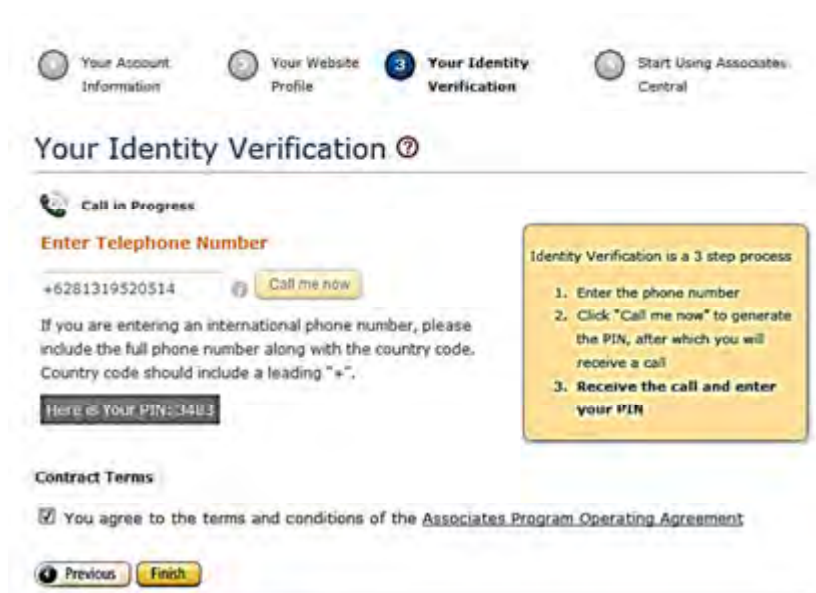 Your Account
Information
Your Website
Profile
3
Your Identity
Verification
Start Using Associates
Central
Your Identity Verification ?
Call in Progress
Enter Telephone Number
+6281319520514
Call me now
If you are entering an international phone number, please
include the full phone number along with the country code.
Country code should include a leading "+".
Here is Your PIN: 3483
Identity Verification is a 3 step process
1. Enter the phone number
2. Click "Call me now" to generate
the PIN, after which you will
receive a call
3. Receive the call and enter
your PIN
Contract Terms
You agree to the terms and conditions of the Associates Program Operating Agreement
Previous
Finish